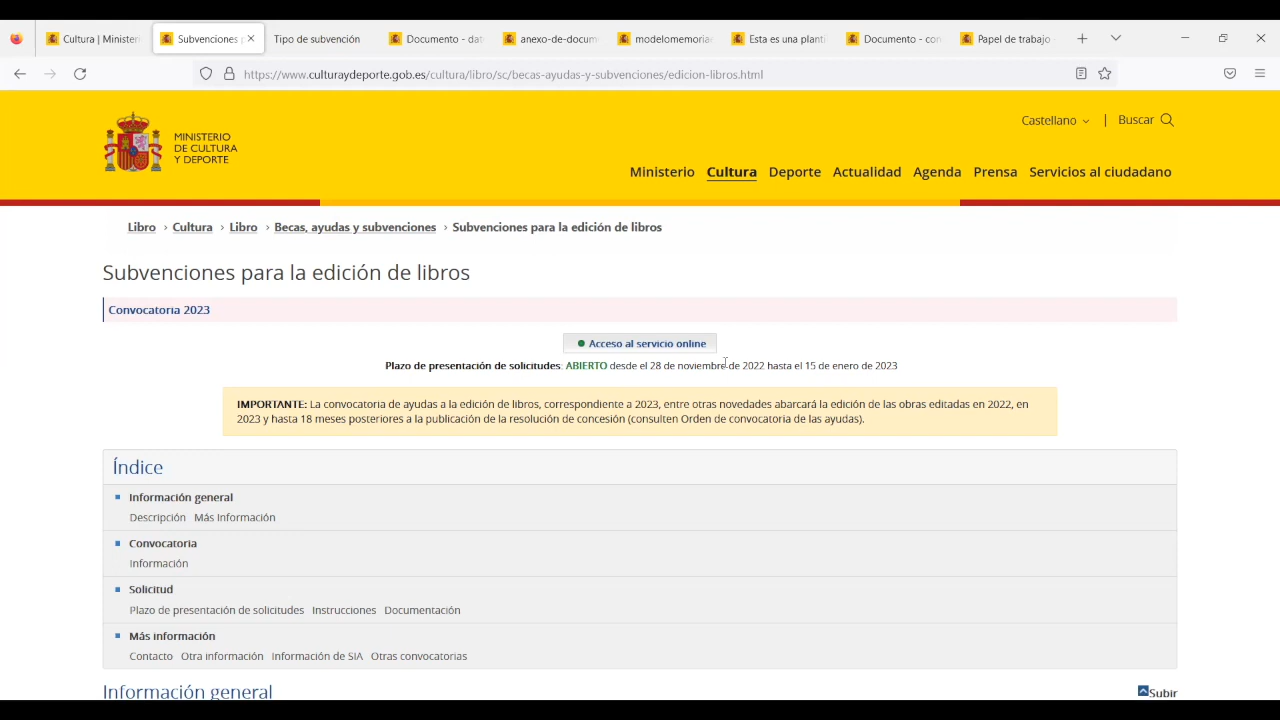 Cultura | Minister
Subvenciones p
Tipo de subvención
Documento - dat
anexo-de-docum
modelomemoria
Esta es una planti
Documento - con
Papel de trabajo
https://www.culturaydeporte.gob.es/cultura/libro/sc/becas-ayudas-y-subvenciones/edicion-libros.html
MINISTERIO
DE CULTURA
Y DEPORTE
Castellano | Buscar
Ministerio Cultura Deporte Actualidad Agenda Prensa Servicios al ciudadano
Libro › Cultura › Libro › Becas, ayudas y subvenciones › Subvenciones para la edición de libros
Subvenciones para la edición de libros
Convocatoria 2023
Acceso al servicio online
Plazo de presentación de solicitudes: ABIERTO desde el 28 de noviembre de 2022 hasta el 15 de enero de 2023
IMPORTANTE: La convocatoria de ayudas a la edición de libros, correspondiente a 2023, entre otras novedades abarcará la edición de las obras editadas en 2022, en
2023 y hasta 18 meses posteriores a la publicación de la resolución de concesión (consulten Orden de convocatoria de las ayudas).
Índice
Información general
Descripción Más Información
Convocatoria
Información
Solicitud
Plazo de presentación de solicitudes Instrucciones Documentación
Más información
Contacto Otra información Información de SIA Otras convocatorias
Información general
Subir